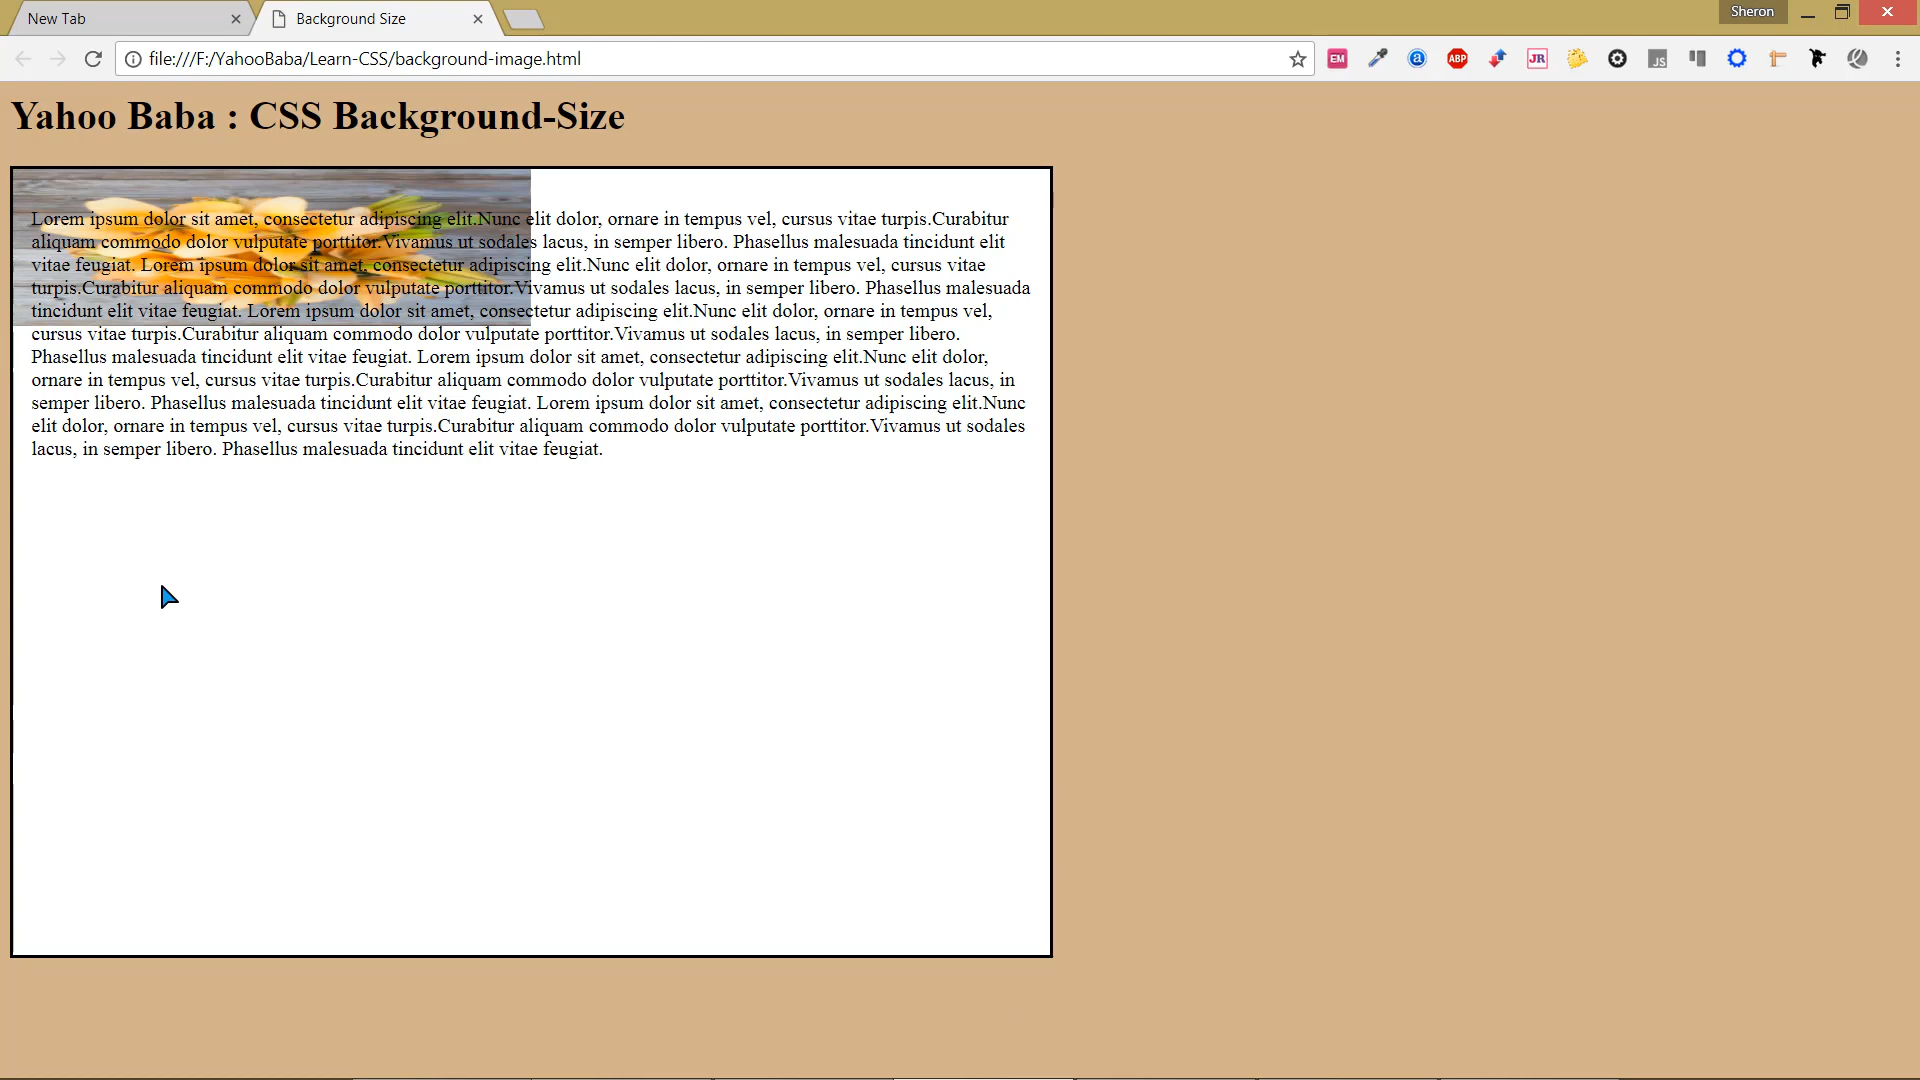 New Tab
Background Size
Sheron
file:///F:/YahooBaba/Learn-CSS/background-image.html
EM
a
ABP
JR
JS
Yahoo Baba : CSS Background-Size
Lorem ipsum dolor sit amet, consectetur adipiscing elit.Nunc elit dolor, ornare in tempus vel, cursus vitae turpis.Curabitur
aliquam commodo dolor vulputate porttitor.Vivamus ut sodales lacus, in semper libero. Phasellus malesuada tincidunt elit
vitae feugiat. Lorem ipsum dolor sit amet, consectetur adipiscing elit.Nunc elit dolor, ornare in tempus vel, cursus vitae
turpis.Curabitur aliquam commodo dolor vulputate porttitor.Vivamus ut sodales lacus, in semper libero. Phasellus malesuada
tincidunt elit vitae feugiat. Lorem ipsum dolor sit amet, consectetur adipiscing elit.Nunc elit dolor, ornare in tempus vel,
cursus vitae turpis.Curabitur aliquam commodo dolor vulputate porttitor.Vivamus ut sodales lacus, in semper libero.
Phasellus malesuada tincidunt elit vitae feugiat. Lorem ipsum dolor sit amet, consectetur adipiscing elit.Nunc elit dolor,
ornare in tempus vel, cursus vitae turpis.Curabitur aliquam commodo dolor vulputate porttitor.Vivamus ut sodales lacus, in
semper libero. Phasellus malesuada tincidunt elit vitae feugiat. Lorem ipsum dolor sit amet, consectetur adipiscing elit.Nunc
elit dolor, ornare in tempus vel, cursus vitae turpis.Curabitur aliquam commodo dolor vulputate porttitor.Vivamus ut sodales
lacus, in semper libero. Phasellus malesuada tincidunt elit vitae feugiat.